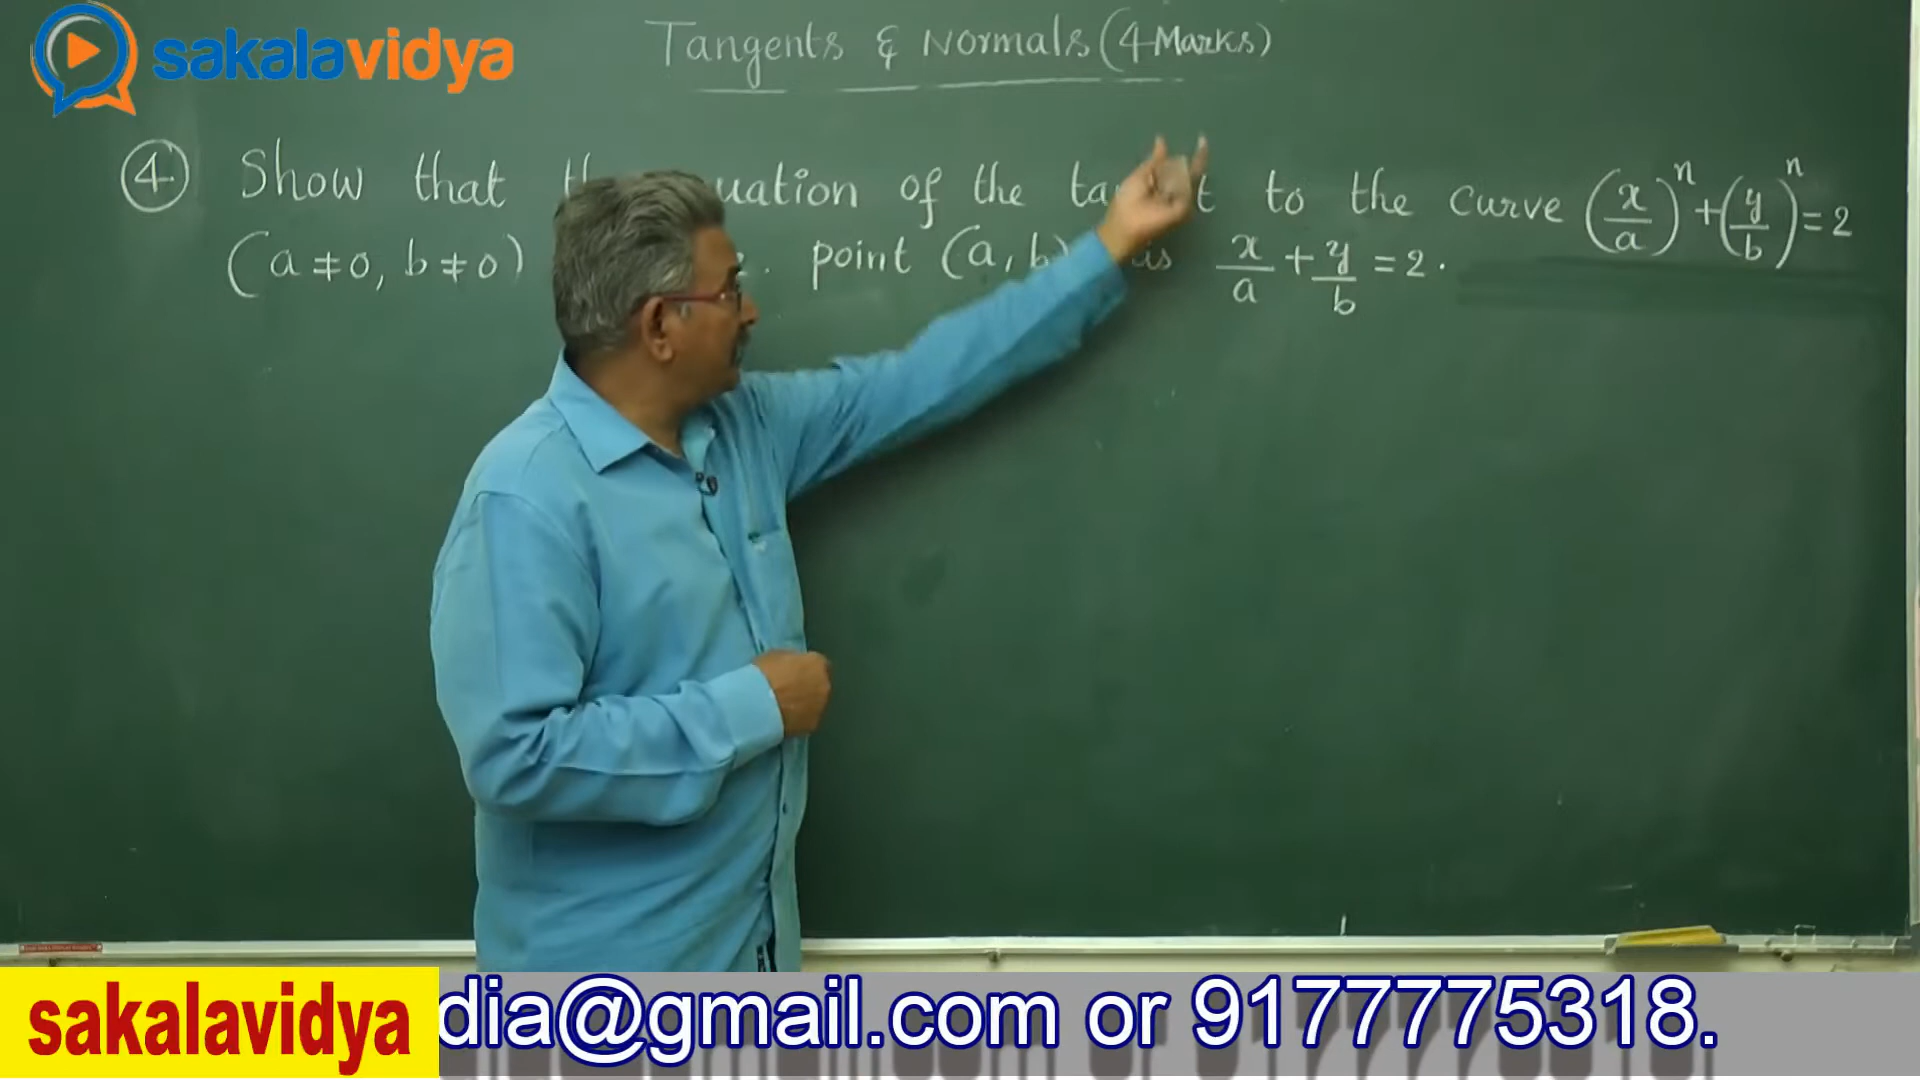 sakalavidya
Tangents & Normals (4 Marks)
④ Show that the uation of the ta t to the curve (x/a)^n + (y/b)^n = 2
(a ≠ 0, b ≠ 0) point (a, b) is x/a + y/b = 2.
sakalavidya dia@gmail.com or 9177775318.